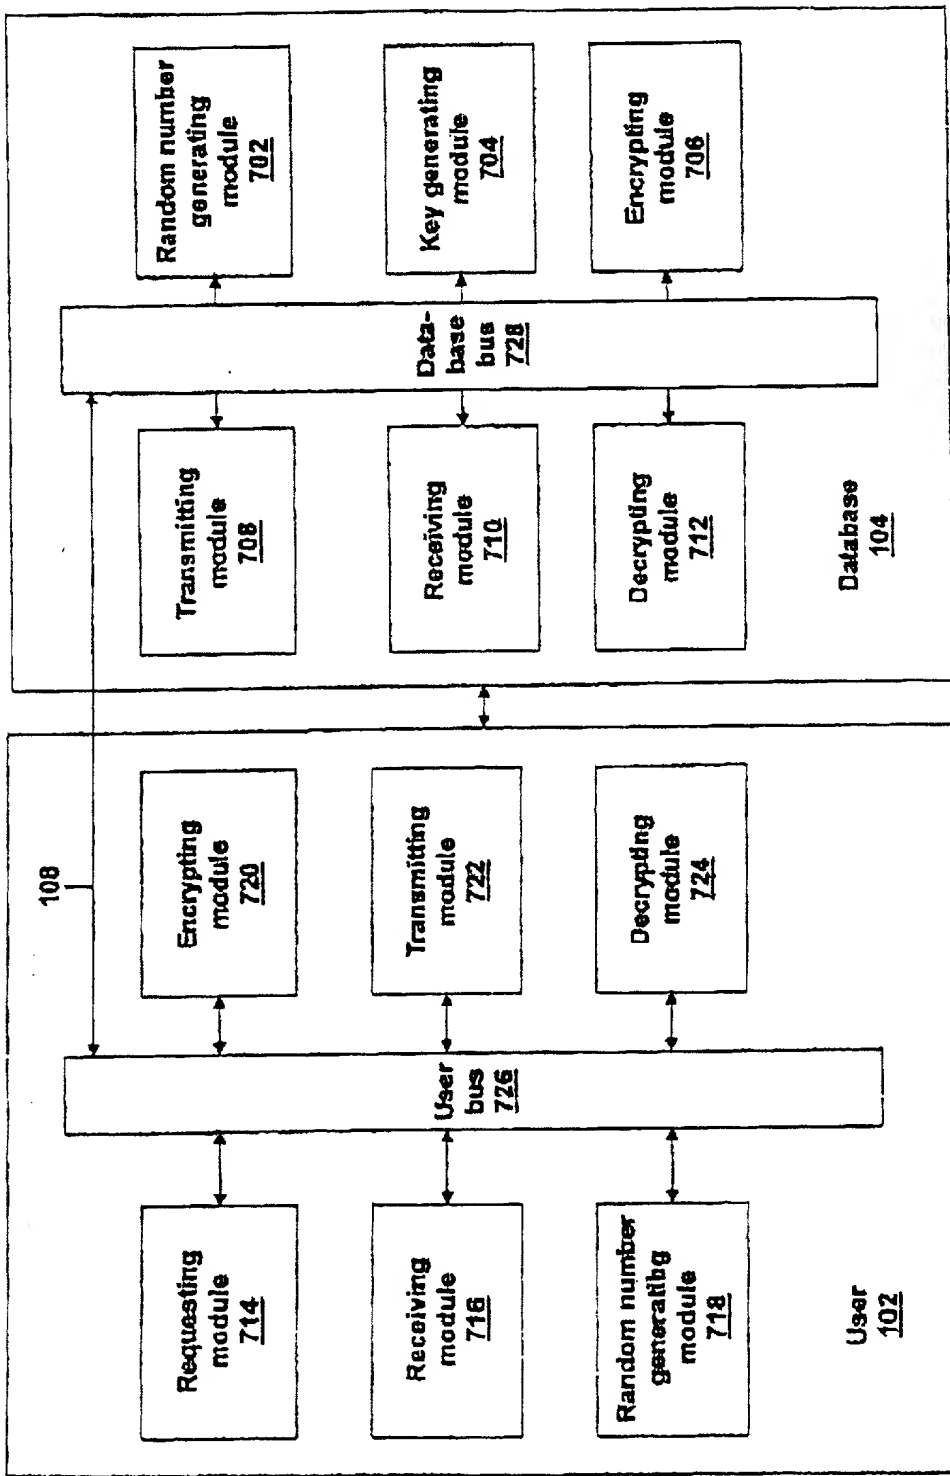 108
Requesting
module
714
Receiving
module
716
Random number
generatibg
module
718
User
bus 726
Encrypting
module
720
Transmitting
module
722
Decrypting
module
724
User
102
Transmitting
module
708
Receiving
module
710
Decrypting
module
712
Data-
base
bus
728
Random number
generating
module
702
Key generating
module
704
Encrypting
module
706
Database
104